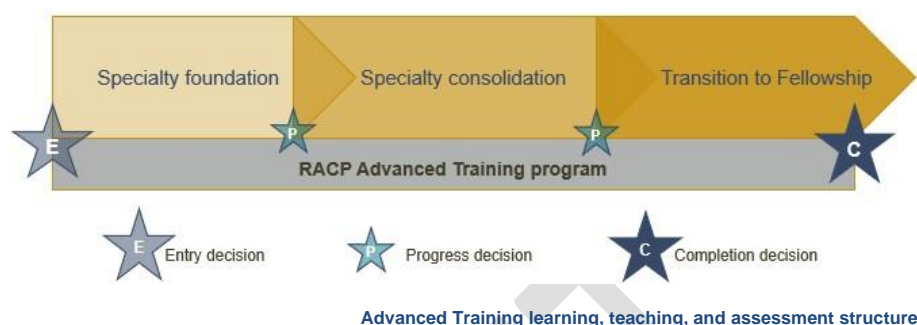 Specialty foundation
Specialty consolidation
Transition to Fellowship
E
P
P
C
RACP Advanced Training program
E
Entry decision
P
Progress decision
C
Completion decision
Advanced Training learning, teaching, and assessment structure